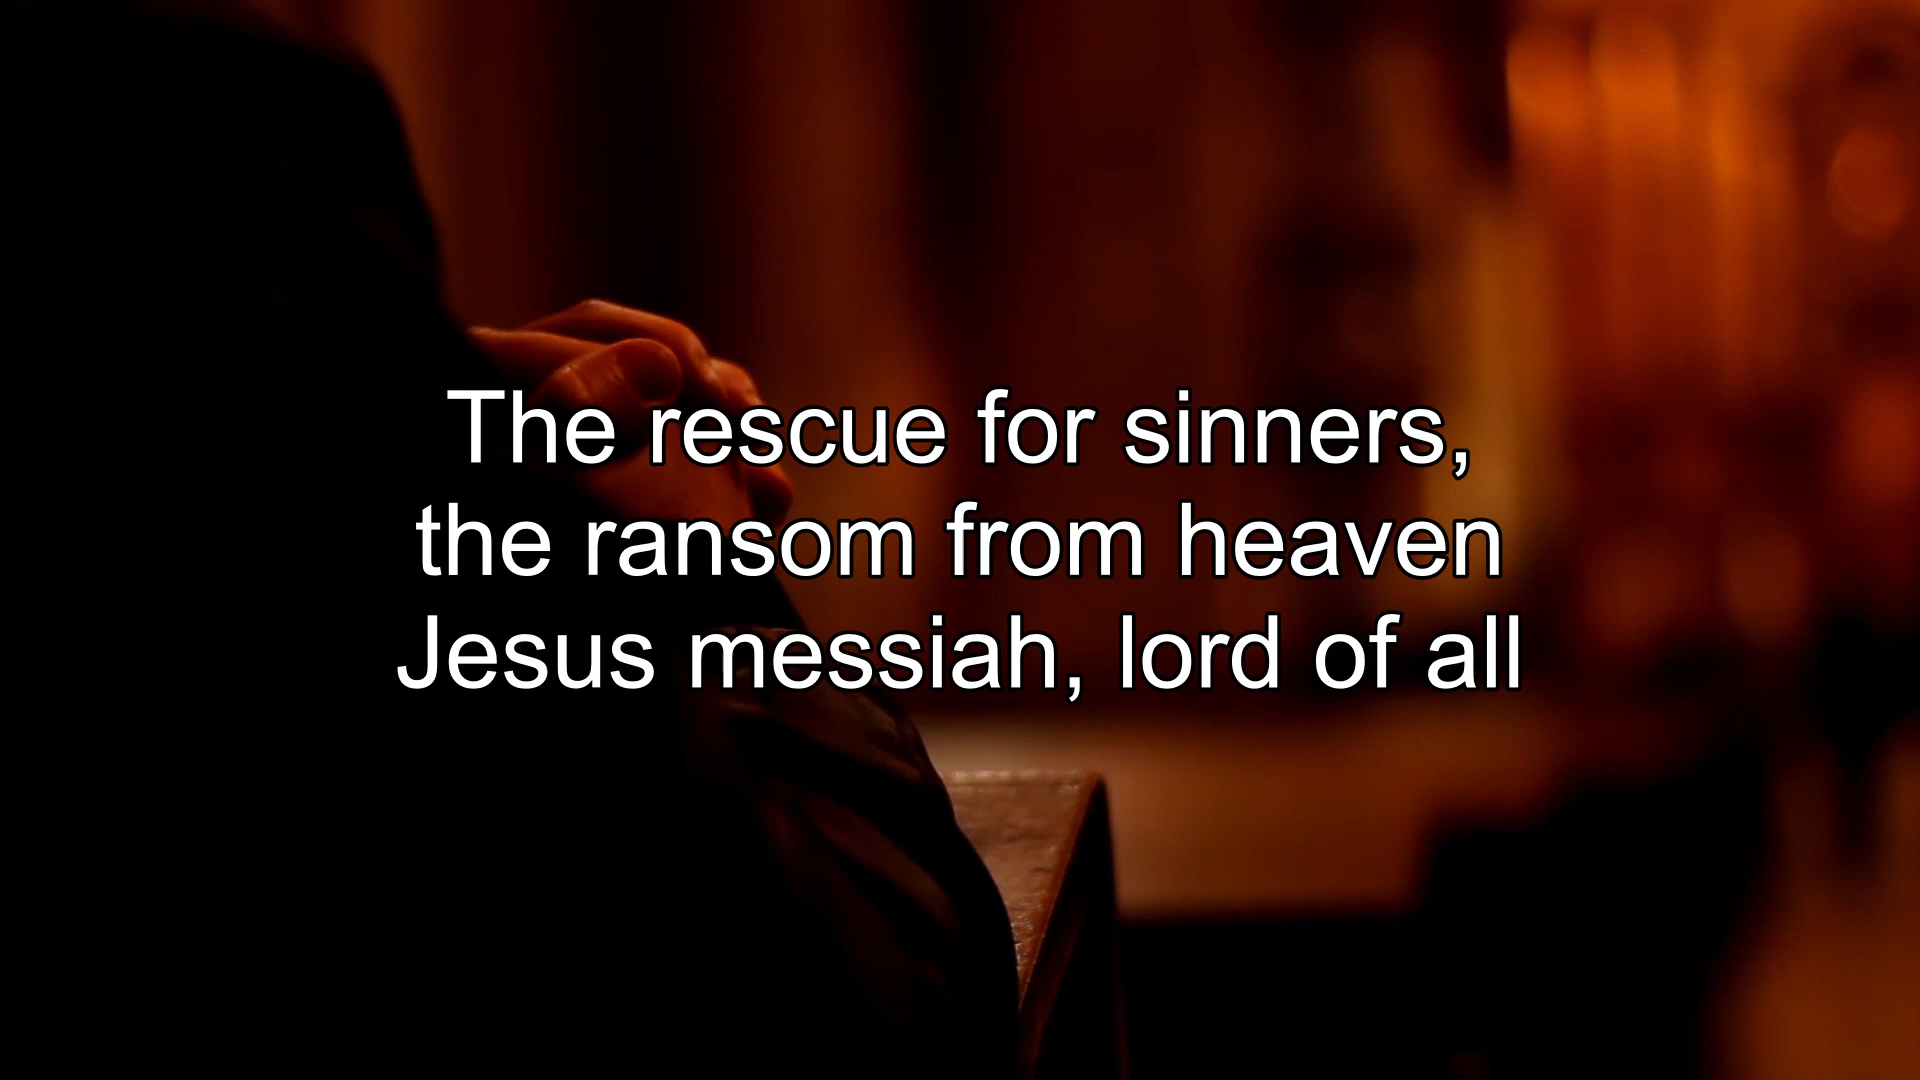 The rescue for sinners,
the ransom from heaven
Jesus messiah, lord of all